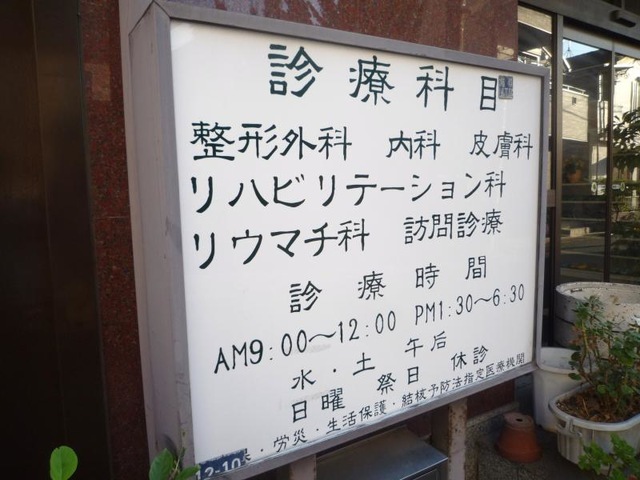 診療科目
整形外科 内科 皮膚科
リハビリテーション科
リウマチ科 訪問診療
診療時間
AM9:00～12:00 PM1:30～6:30
水・土 午后
日曜 祭日 休診
・労災・生活保護・結核予防法指定医療機関
12-10